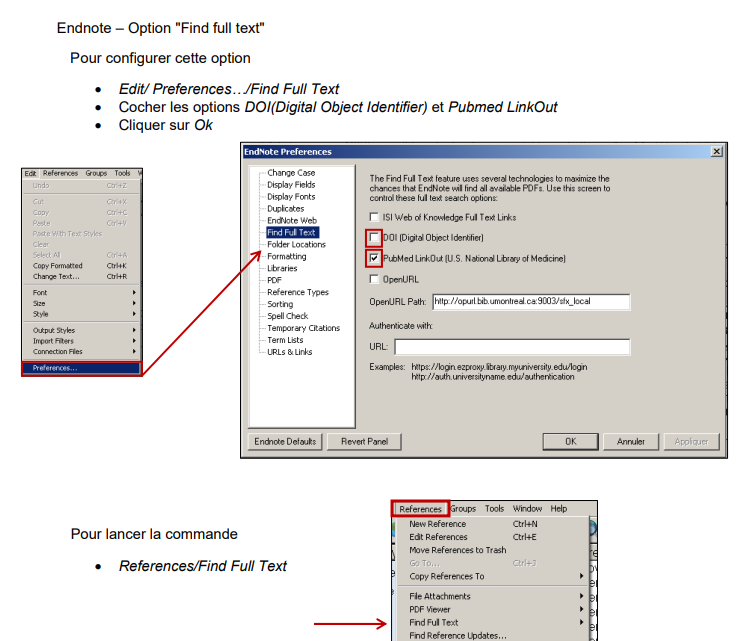 Endnote – Option "Find full text"
Pour configurer cette option
• Edit/ Preferences…/Find Full Text
• Cocher les options DOI(Digital Object Identifier) et Pubmed LinkOut
• Cliquer sur Ok
Edit References Groups Tools
Undo Ctrl+Z
Cut Ctrl+X
Copy Ctrl+C
Paste Ctrl+V
Paste With Text Styles
Clear
Select All Ctrl+A
Copy Formatted Ctrl+K
Change Text... Ctrl+R
Font
Size
Style
Output Styles
Import Filters
Connection Files
Preferences...
EndNote Preferences
Change Case
Display Fields
Display Fonts
Duplicates
EndNote Web
Find Full Text
Folder Locations
Formatting
Libraries
PDF
Reference Types
Sorting
Spell Check
Temporary Citations
Term Lists
URLs & Links
The Find Full Text feature uses several technologies to maximize the
chances that EndNote will find all available PDFs. Use this screen to
control these full text search options:
ISI Web of Knowledge Full Text Links
DOI (Digital Object Identifier)
PubMed LinkOut (U.S. National Library of Medicine)
OpenURL
OpenURL Path: http://opurl.bib.umontreal.ca:9003/sfx_local
Authenticate with:
URL:
Examples: https://login.ezproxy.library.myuniversity.edu/login
http://auth.universityname.edu/authentication
Endnote Defaults Revert Panel OK Annuler Appliquer
Pour lancer la commande
• References/Find Full Text
References Groups Tools Window Help
New Reference Ctrl+N
Edit References Ctrl+E
Move References to Trash
Go To... Ctrl+J
Copy References To
File Attachments
PDF Viewer
Find Full Text
Find Reference Updates...